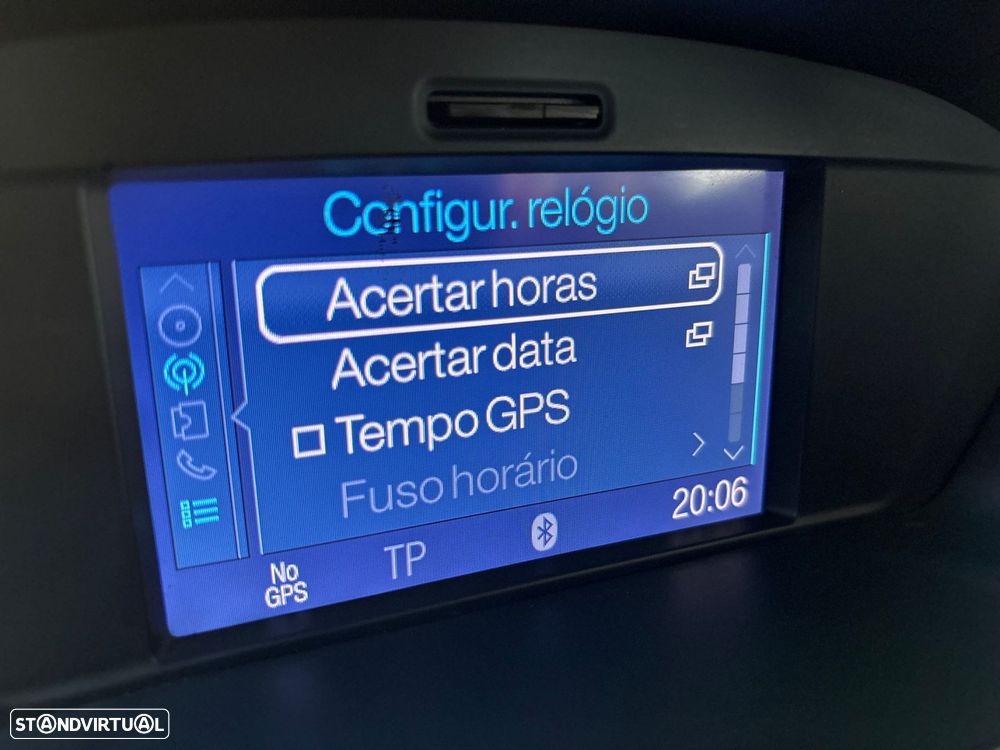 Configur. relógio
Acertar horas
Acertar data
Tempo GPS
Fuso horário
20:06
No
GPS
TP
STANDVIRTUAL